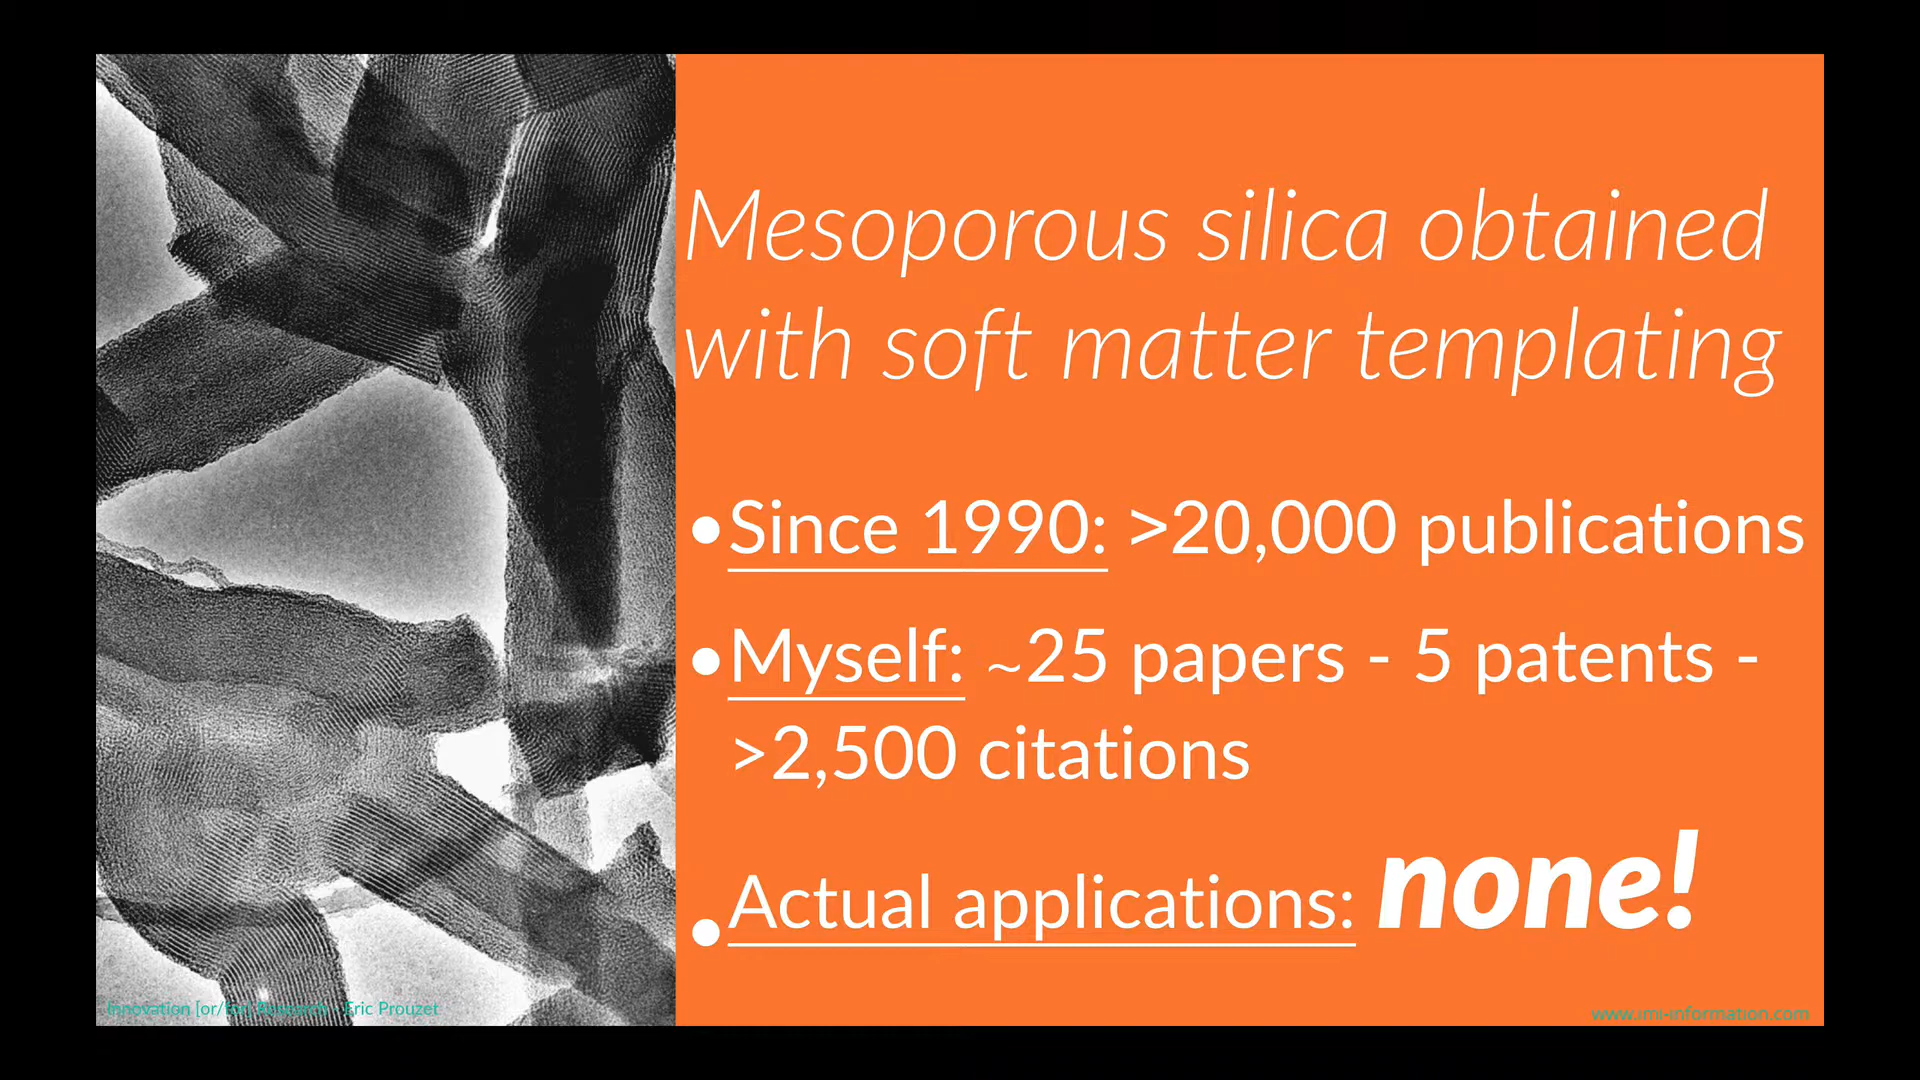 Mesoporous silica obtained
with soft matter templating
•Since 1990: >20,000 publications
•Myself: ~25 papers - 5 patents -
>2,500 citations
•Actual applications: none!
Innovation [or/for] Research - Eric Prouzet
www.imi-information.com